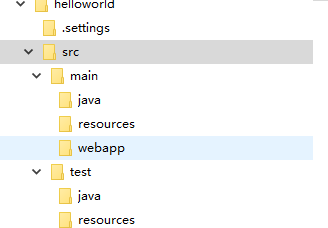 helloworld
.settings
src
main
java
resources
webapp
test
java
resources